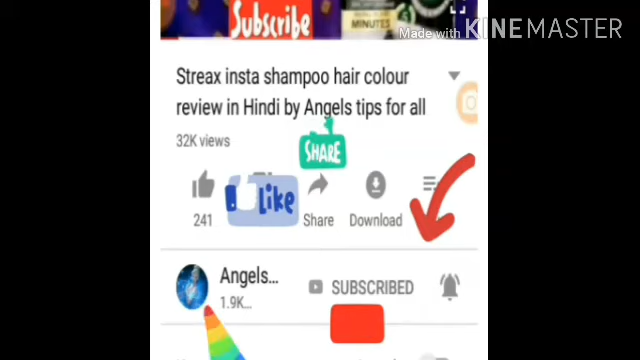 Subscribe
MINUTES
Made with KINEMASTER
Streax insta shampoo hair colour
review in Hindi by Angels tips for all
32K views
SHARE
Like
241
Share
Download
Angels...
SUBSCRIBED
1.9K...